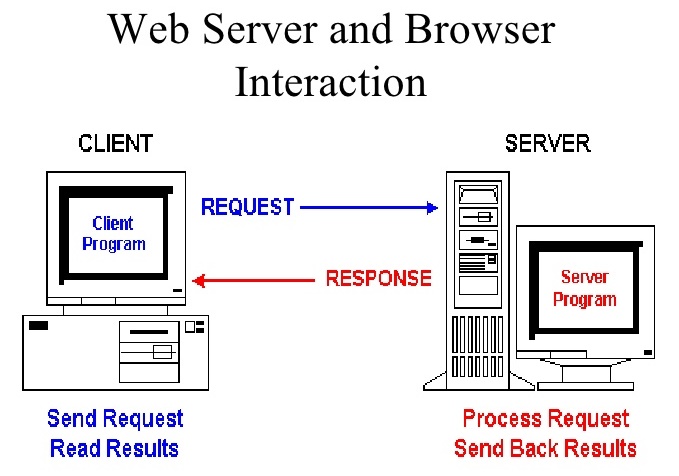 Web Server and Browser
Interaction
CLIENT
SERVER
Client
Program
REQUEST
RESPONSE
Server
Program
Send Request
Read Results
Process Request
Send Back Results